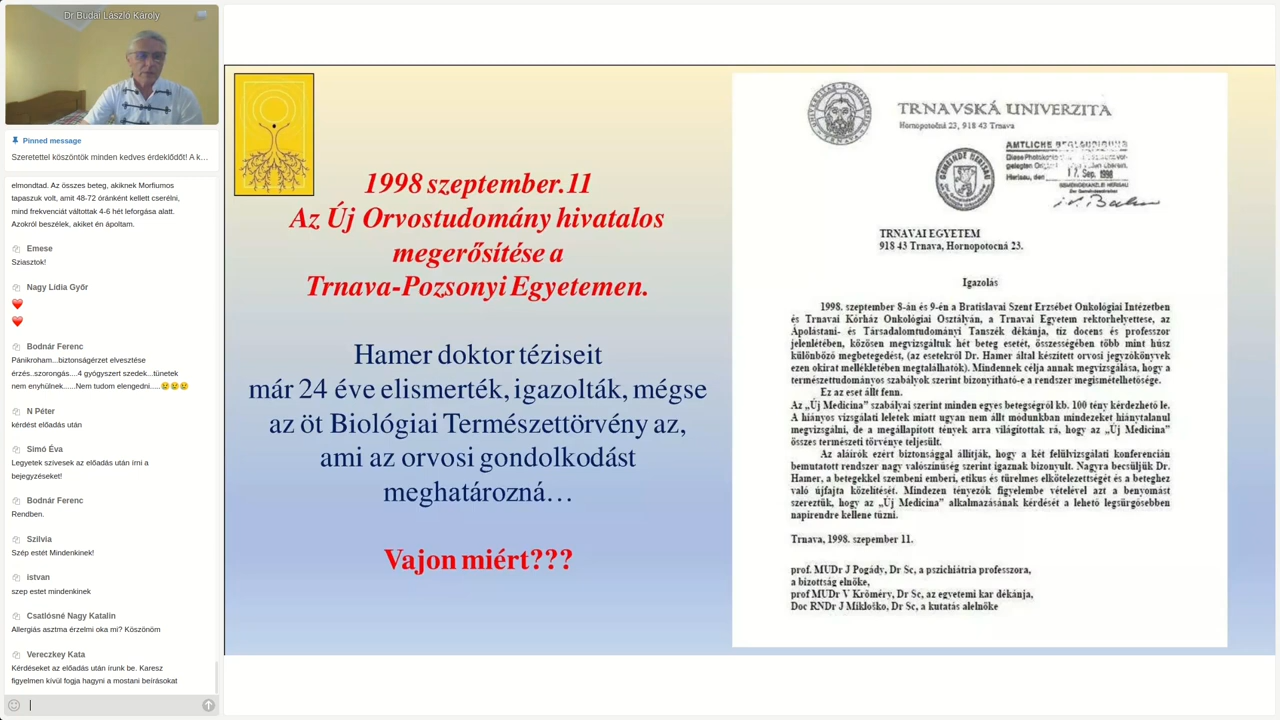 Dr Budai László Károly
Pinned message
Szeretettel köszöntök minden kedves érdeklődőt! A k…
elmondtad. Az összes beteg, akiknek Morfiumos
tapaszuk volt, amit 48-72 óránként kellett cserélni,
mind frekvenciát váltottak 4-6 hét leforgása alatt.
Azokról beszélek, akiket én ápoltam.
Emese
Sziasztok!
Nagy Lídia Győr
❤️
❤️
Bodnár Ferenc
Pánikroham...biztonságérzet elvesztése
érzés..szorongás....4 gyógyszert szedek...tünetek
nem enyhülnek......Nem tudom elengedni.....😢😢😢
N Péter
kérdést előadás után
Simó Éva
Legyetek szívesek az előadás után írni a
bejegyzéseket!
Bodnár Ferenc
Rendben.
Szilvia
Szép estét Mindenkinek!
istvan
szep estet mindenkinek
Csatlósné Nagy Katalin
Allergiás asztma érzelmi oka mi? Köszönöm
Vereczkey Kata
Kérdéseket az előadás után írunk be. Karesz
figyelmen kívül fogja hagyni a mostani beírásokat
1998 szeptember.11
Az Új Orvostudomány hivatalos
megerősítése a
Trnava-Pozsonyi Egyetemen.
Hamer doktor téziseit
már 24 éve elismerték, igazolták, mégse
az öt Biológiai Természettörvény az,
ami az orvosi gondolkodást
meghatározná…
Vajon miért???
TRNAVSKÁ UNIVERZITA
Hornopotočná 23, 918 43 Trnava
AMTLICHE BEGLAUBIGUNG
17. Sep. 1998
TRNAVAI EGYETEM
918 43 Trnava, Hornopotocná 23.
Igazolás
1998. szeptember 8-án és 9-én a Bratislavai Szent Erzsébet Onkológiai Intézetben
és Trnavai Kórház Onkológiai Osztályán, a Trnavai Egyetem rektorhelyettese, az
Ápolástani- és Társadalomtudományi Tanszék dékánja, tíz docens és professzor
jelenlétében, közösen megvizsgáltuk hét beteg esetét, összességében több mint húsz
különböző megbetegedést, (az esetekről Dr. Hamer által készített orvosi jegyzőkönyvek
ezen okirat mellékletében megtalálhatók). Mindennek célja annak megvizsgálása, hogy a
természettudományos szabályok szerint bizonyítható-e a rendszer megismételhetősége.
Ez az eset állt fenn.
Az „Új Medicina” szabályai szerint minden egyes betegségről kb. 100 tény kérdezhető le.
A hiányos vizsgálati leletek miatt ugyan nem állt módunkban mindezeket hiánytalanul
megvizsgálni, de a megállapított tények arra világítottak rá, hogy az „Új Medicina”
összes természeti törvénye teljesült.
Az aláírók ezért biztonsággal állítják, hogy a két felülvizsgálati konferencián
bemutatott rendszer nagy valószínűség szerint igaznak bizonyult. Nagyra becsüljük Dr.
Hamer, a betegekkel szembeni emberi, etikus és türelmes elkötelezettségét és a beteghez
való újfajta közelítését. Mindezen tényezők figyelembe vételével azt a benyomást
szereztük, hogy az „Új Medicina” alkalmazásának kérdését a lehető legsürgősebben
napirendre kellene tűzni.
Trnava, 1998. szepember 11.
prof. MUDr J Pogády, Dr Sc, a pszichiátria professzora,
a bizottság elnöke,
prof MUDr V Krčméry, Dr Sc, az egyetemi kar dékánja,
Doc RNDr J Mikloško, Dr Sc, a kutatás alelnöke